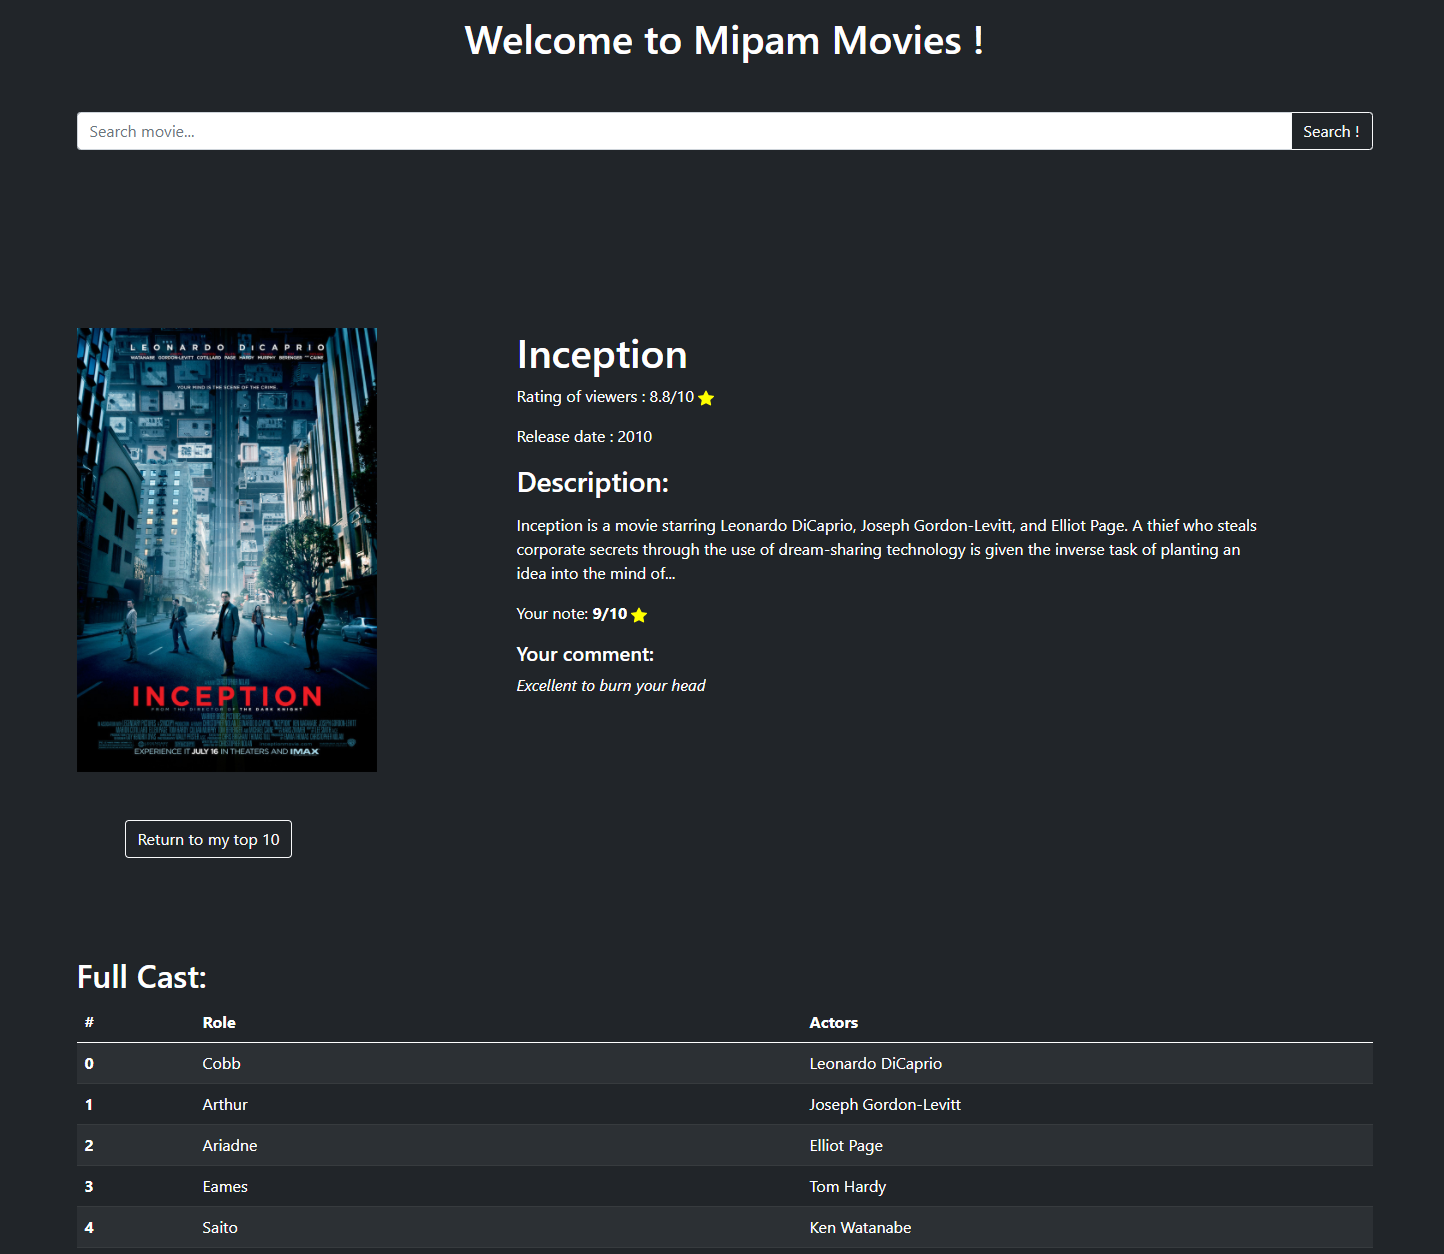 Welcome to Mipam Movies !
Search movie...
Search !
LEONARDO DiCAPRIO
WATANABE GORDON-LEVITT COTILLARD PAGE HARDY MURPHY BERENGER AND CAINE
YOUR MIND IS THE SCENE OF THE CRIME.
INCEPTION
FROM THE DIRECTOR OF THE DARK KNIGHT
EXPERIENCE IT JULY 16 IN THEATERS AND IMAX
Return to my top 10
Inception
Rating of viewers : 8.8/10
Release date : 2010
Description:
Inception is a movie starring Leonardo DiCaprio, Joseph Gordon-Levitt, and Elliot Page. A thief who steals
corporate secrets through the use of dream-sharing technology is given the inverse task of planting an
idea into the mind of...
Your note: 9/10
Your comment:
Excellent to burn your head
Full Cast:
# Role Actors
0 Cobb Leonardo DiCaprio
1 Arthur Joseph Gordon-Levitt
2 Ariadne Elliot Page
3 Eames Tom Hardy
4 Saito Ken Watanabe